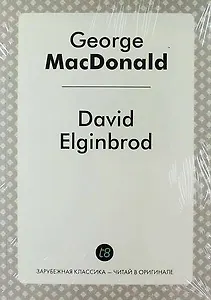 George
MacDonald
David
Elginbrod
t8
ЗАРУБЕЖНАЯ КЛАССИКА — ЧИТАЙ В ОРИГИНАЛЕ